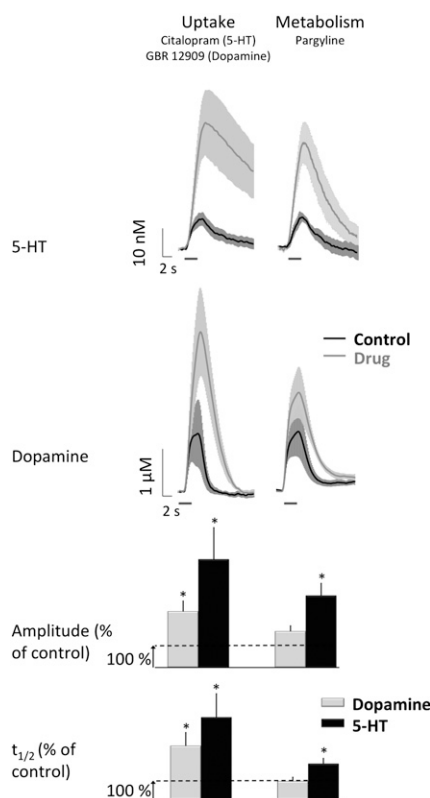 Uptake Metabolism
Citalopram (5-HT) Pargyline
GBR 12909 (Dopamine)
5-HT
10 nM
2 s
Control
Drug
Dopamine
1 µM
2 s
* * *
Amplitude (%
of control)
100 %
Dopamine
5-HT
* * *
t1/2 (% of
control)
100 %